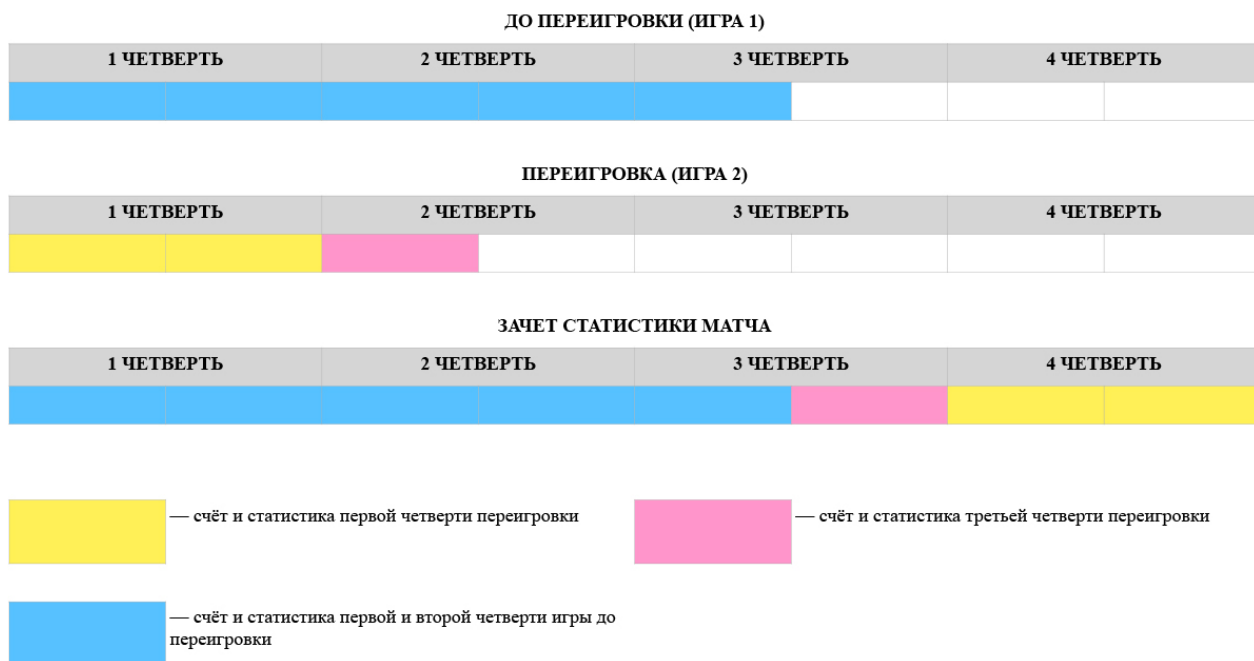 ДО ПЕРЕИГРОВКИ (ИГРА 1)
1 ЧЕТВЕРТЬ 2 ЧЕТВЕРТЬ 3 ЧЕТВЕРТЬ 4 ЧЕТВЕРТЬ
ПЕРЕИГРОВКА (ИГРА 2)
1 ЧЕТВЕРТЬ 2 ЧЕТВЕРТЬ 3 ЧЕТВЕРТЬ 4 ЧЕТВЕРТЬ
ЗАЧЕТ СТАТИСТИКИ МАТЧА
1 ЧЕТВЕРТЬ 2 ЧЕТВЕРТЬ 3 ЧЕТВЕРТЬ 4 ЧЕТВЕРТЬ
— счёт и статистика первой четверти переигровки
— счёт и статистика третьей четверти переигровки
— счёт и статистика первой и второй четверти игры до
переигровки